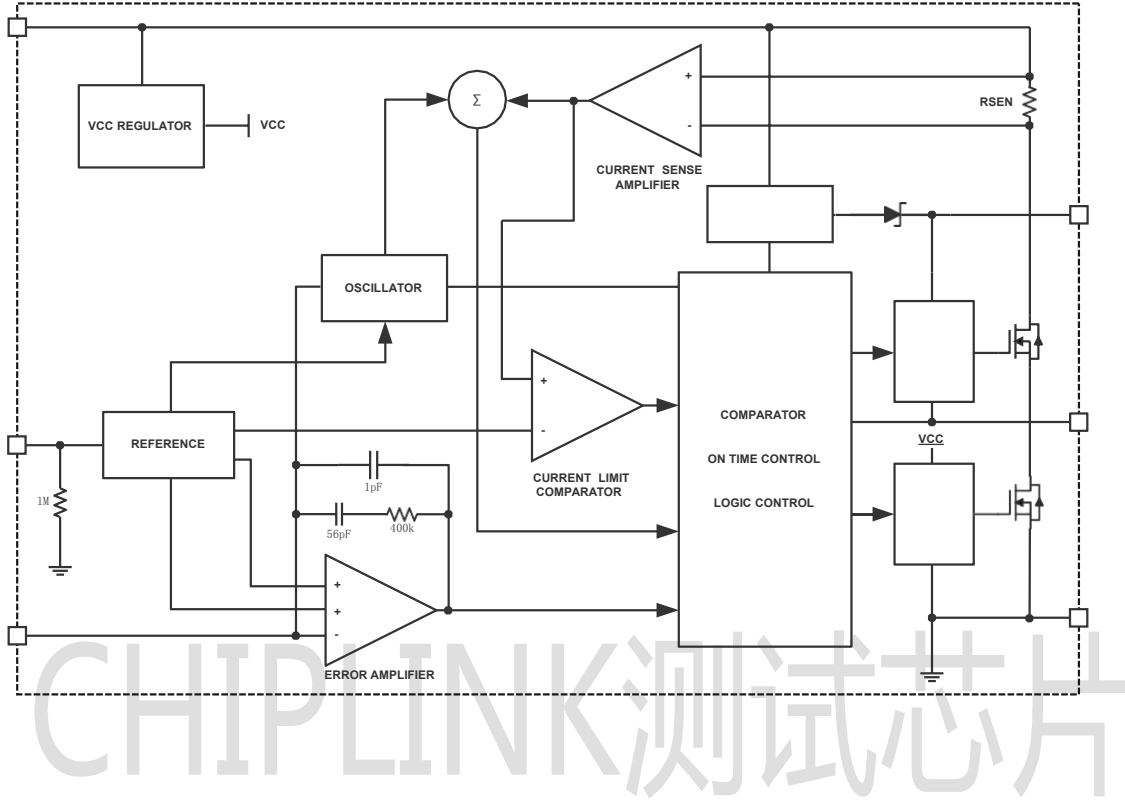 Σ
+
RSEN
VCC REGULATOR
VCC
-
CURRENT SENSE
AMPLIFIER
OSCILLATOR
+
COMPARATOR
REFERENCE
-
VCC
ON TIME CONTROL
CURRENT LIMIT
COMPARATOR
1pF
1M
LOGIC CONTROL
56pF
400k
+
+
-
ERROR AMPLIFIER
CHIPLINK测试芯片